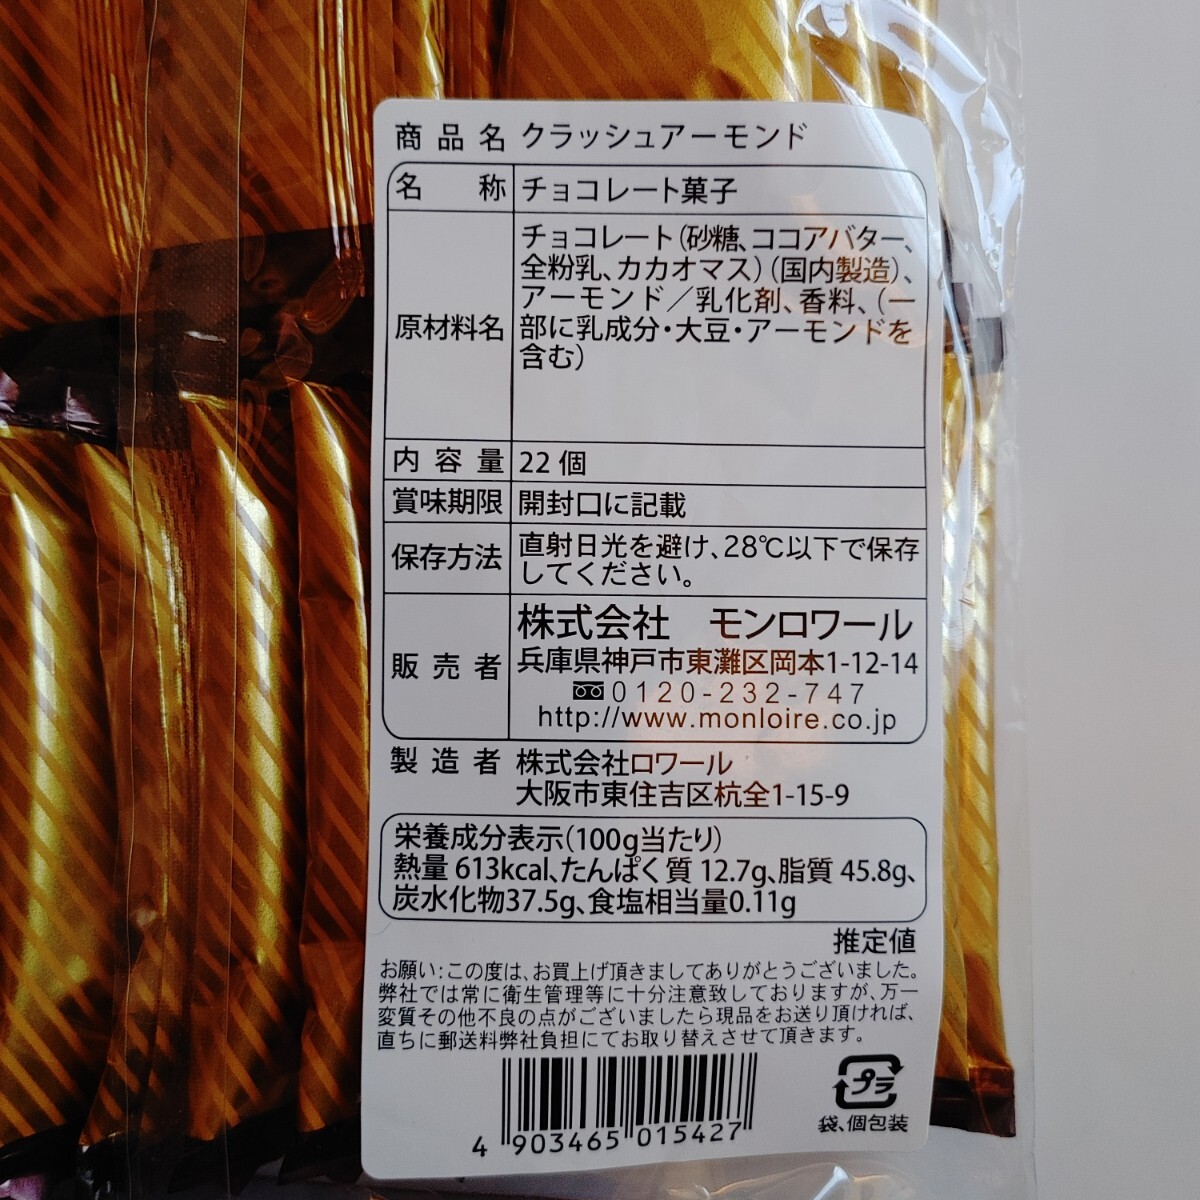 商品名 クラッシュアーモンド
名称 チョコレート菓子
原材料名
チョコレート(砂糖、ココアバター、
全粉乳、カカオマス)(国内製造)、
アーモンド／乳化剤、香料、(一
部に乳成分・大豆・アーモンドを
含む)
内容量 22個
賞味期限 開封口に記載
保存方法
直射日光を避け、28℃以下で保存
してください。
販売者
株式会社 モンロワール
兵庫県神戸市東灘区岡本1-12-14
0120-232-747
http://www.monloire.co.jp
製造者 株式会社ロワール
大阪市東住吉区杭全1-15-9
栄養成分表示(100g当たり)
熱量 613kcal、たんぱく質 12.7g、脂質 45.8g、
炭水化物37.5g、食塩相当量0.11g
推定値
お願い：この度は、お買上げ頂きましてありがとうございました。
弊社では常に衛生管理等に十分注意致しておりますが、万一
変質その他不良の点がございましたら現品をお送り頂ければ、
直ちに郵送料弊社負担にてお取り替えさせて頂きます。
4 903465 015427
プラ
袋、個包装